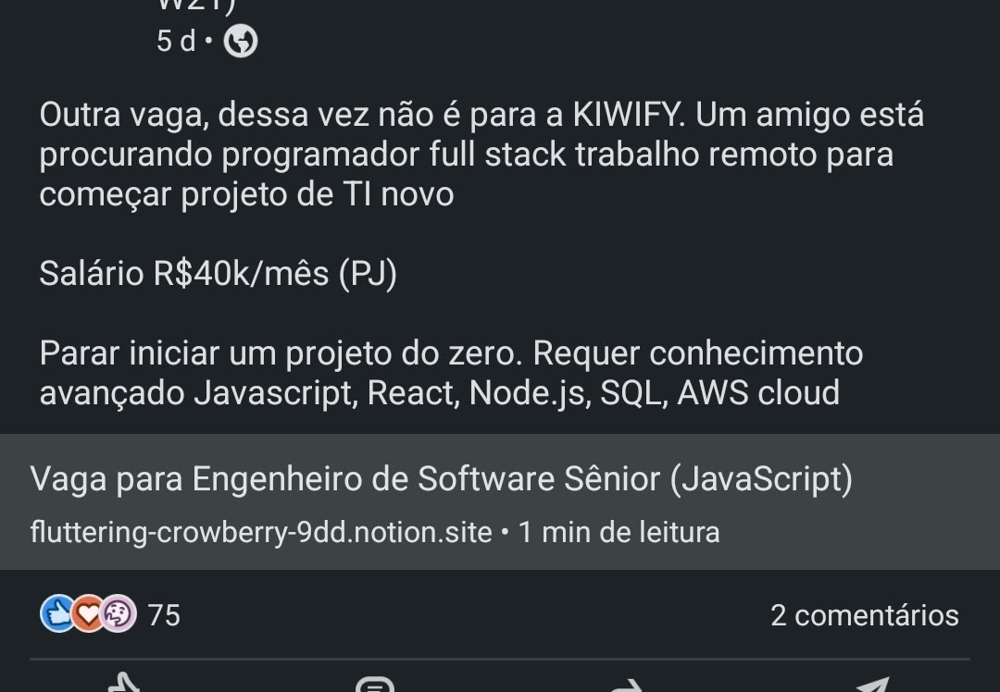 W21)
5 d •
Outra vaga, dessa vez não é para a KIWIFY. Um amigo está
procurando programador full stack trabalho remoto para
começar projeto de TI novo
Salário R$40k/mês (PJ)
Parar iniciar um projeto do zero. Requer conhecimento
avançado Javascript, React, Node.js, SQL, AWS cloud
Vaga para Engenheiro de Software Sênior (JavaScript)
fluttering-crowberry-9dd.notion.site • 1 min de leitura
75
2 comentários